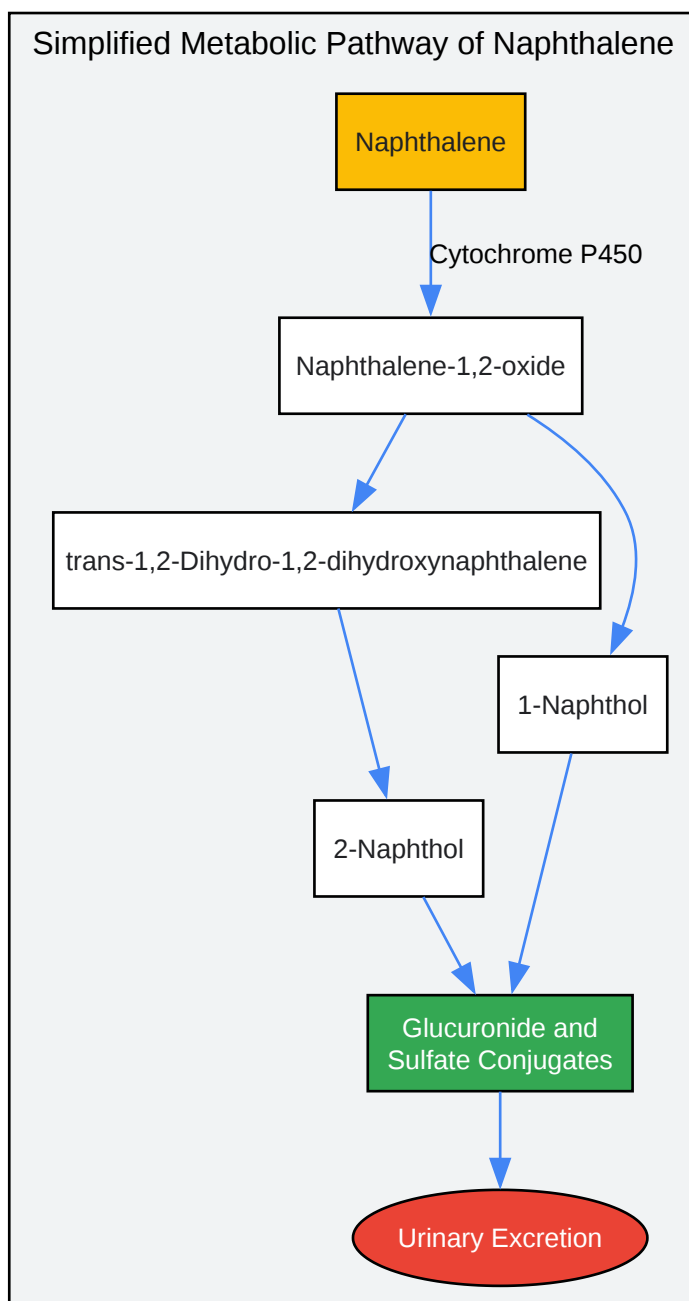 Simplified Metabolic Pathway of Naphthalene
Naphthalene
Cytochrome P450
Naphthalene-1,2-oxide
trans-1,2-Dihydro-1,2-dihydroxynaphthalene
1-Naphthol
2-Naphthol
Glucuronide and
Sulfate Conjugates
Urinary Excretion